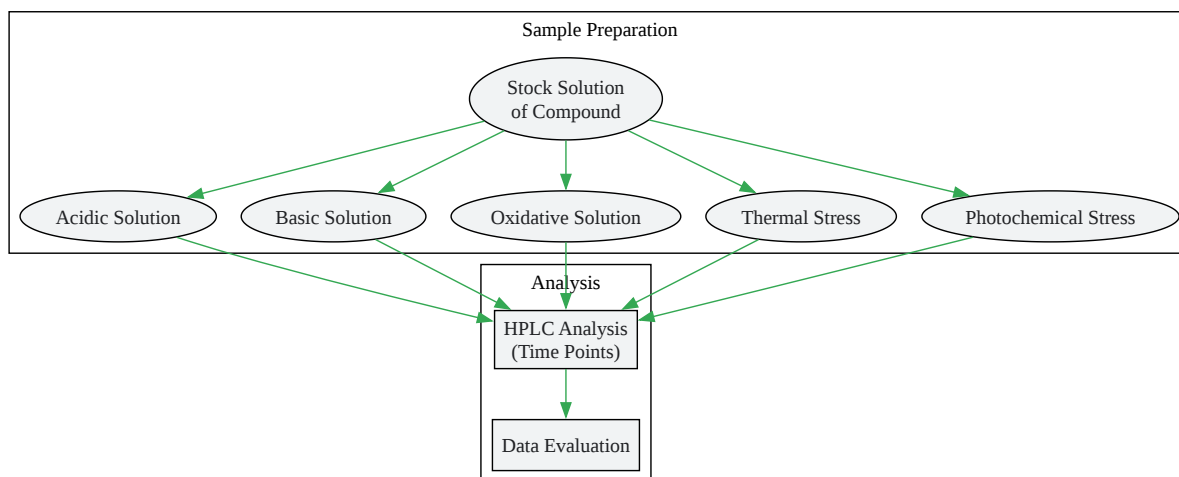 Sample Preparation
Stock Solution
of Compound
Acidic Solution
Basic Solution
Oxidative Solution
Thermal Stress
Photochemical Stress
Analysis
HPLC Analysis
(Time Points)
Data Evaluation